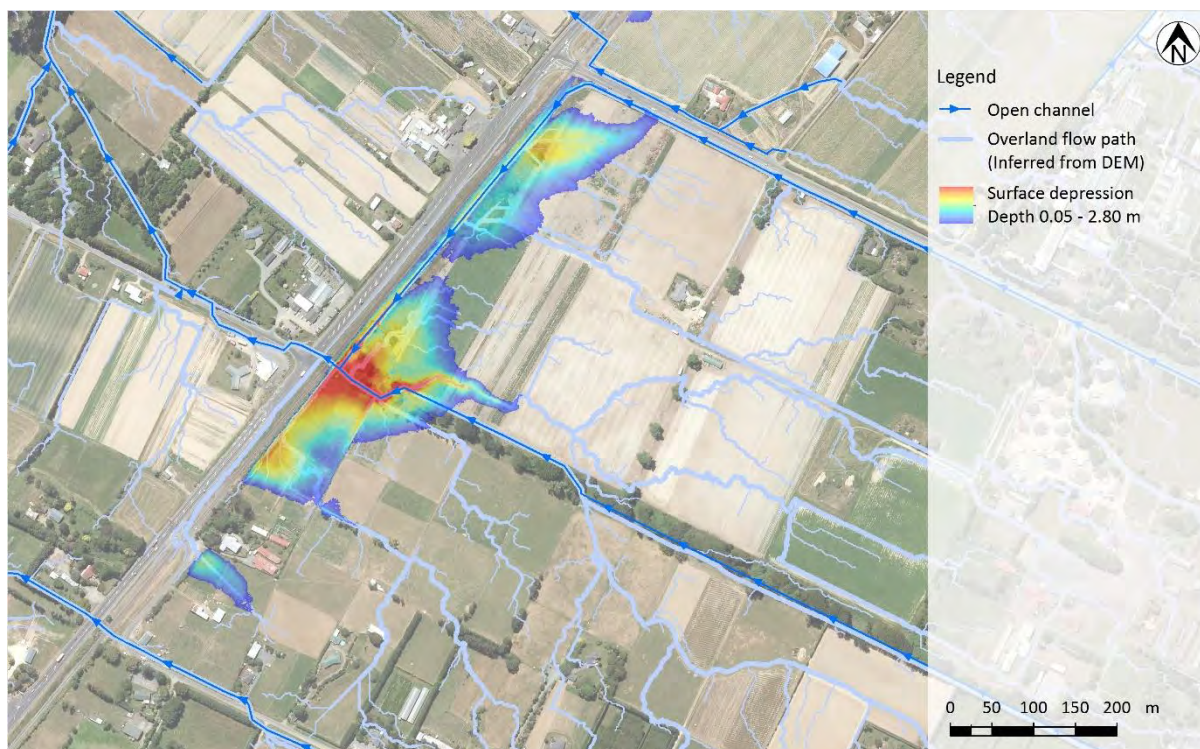 N
Legend
Open channel
Overland flow path
(Inferred from DEM)
Surface depression
Depth 0.05 - 2.80 m
0 50 100 150 200 m